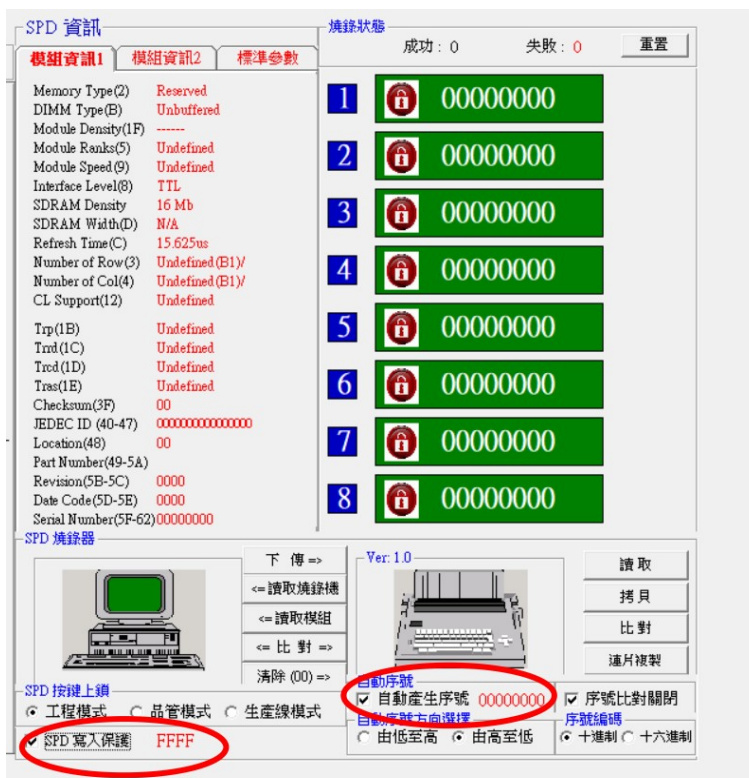 SPD 資訊
模組資訊1 模組資訊2 標準參數
Memory Type(2) Reserved
DIMM Type(B) Unbuffered
Module Density(1F) ------
Module Ranks(5) Undefined
Module Speed(9) Undefined
Interface Level(8) TTL
SDRAM Density 16 Mb
SDRAM Width(D) N/A
Refresh Time(C) 15.625us
Number of Row(3) Undefined(B1)/
Number of Col(4) Undefined(B1)/
CL Support(12) Undefined
Trp(1B) Undefined
Trrd(1C) Undefined
Trcd(1D) Undefined
Tras(1E) Undefined
Checksum(3F) 00
JEDEC ID (40-47) 0000000000000000
Location(48) 00
Part Number(49-5A)
Revision(5B-5C) 0000
Date Code(5D-5E) 0000
Serial Number(5F-62)00000000
燒錄狀態
成功: 0 失敗: 0 重置
1 00000000
2 00000000
3 00000000
4 00000000
5 00000000
6 00000000
7 00000000
8 00000000
SPD 燒錄器
下 傳=>
<=讀取燒錄機
<=讀取模組
<= 比 對 =>
清除 (00) =>
Ver: 1.0
讀 取
拷 貝
比 對
連片複製
SPD 按鍵上鎖
工程模式 品管模式 生產線模式
SPD 寫入保護 FFFF
自動序號
自動產生序號 00000000 序號比對關閉
自動序號方向選擇 序號編碼
由低至高 由高至低 十進制 十六進制